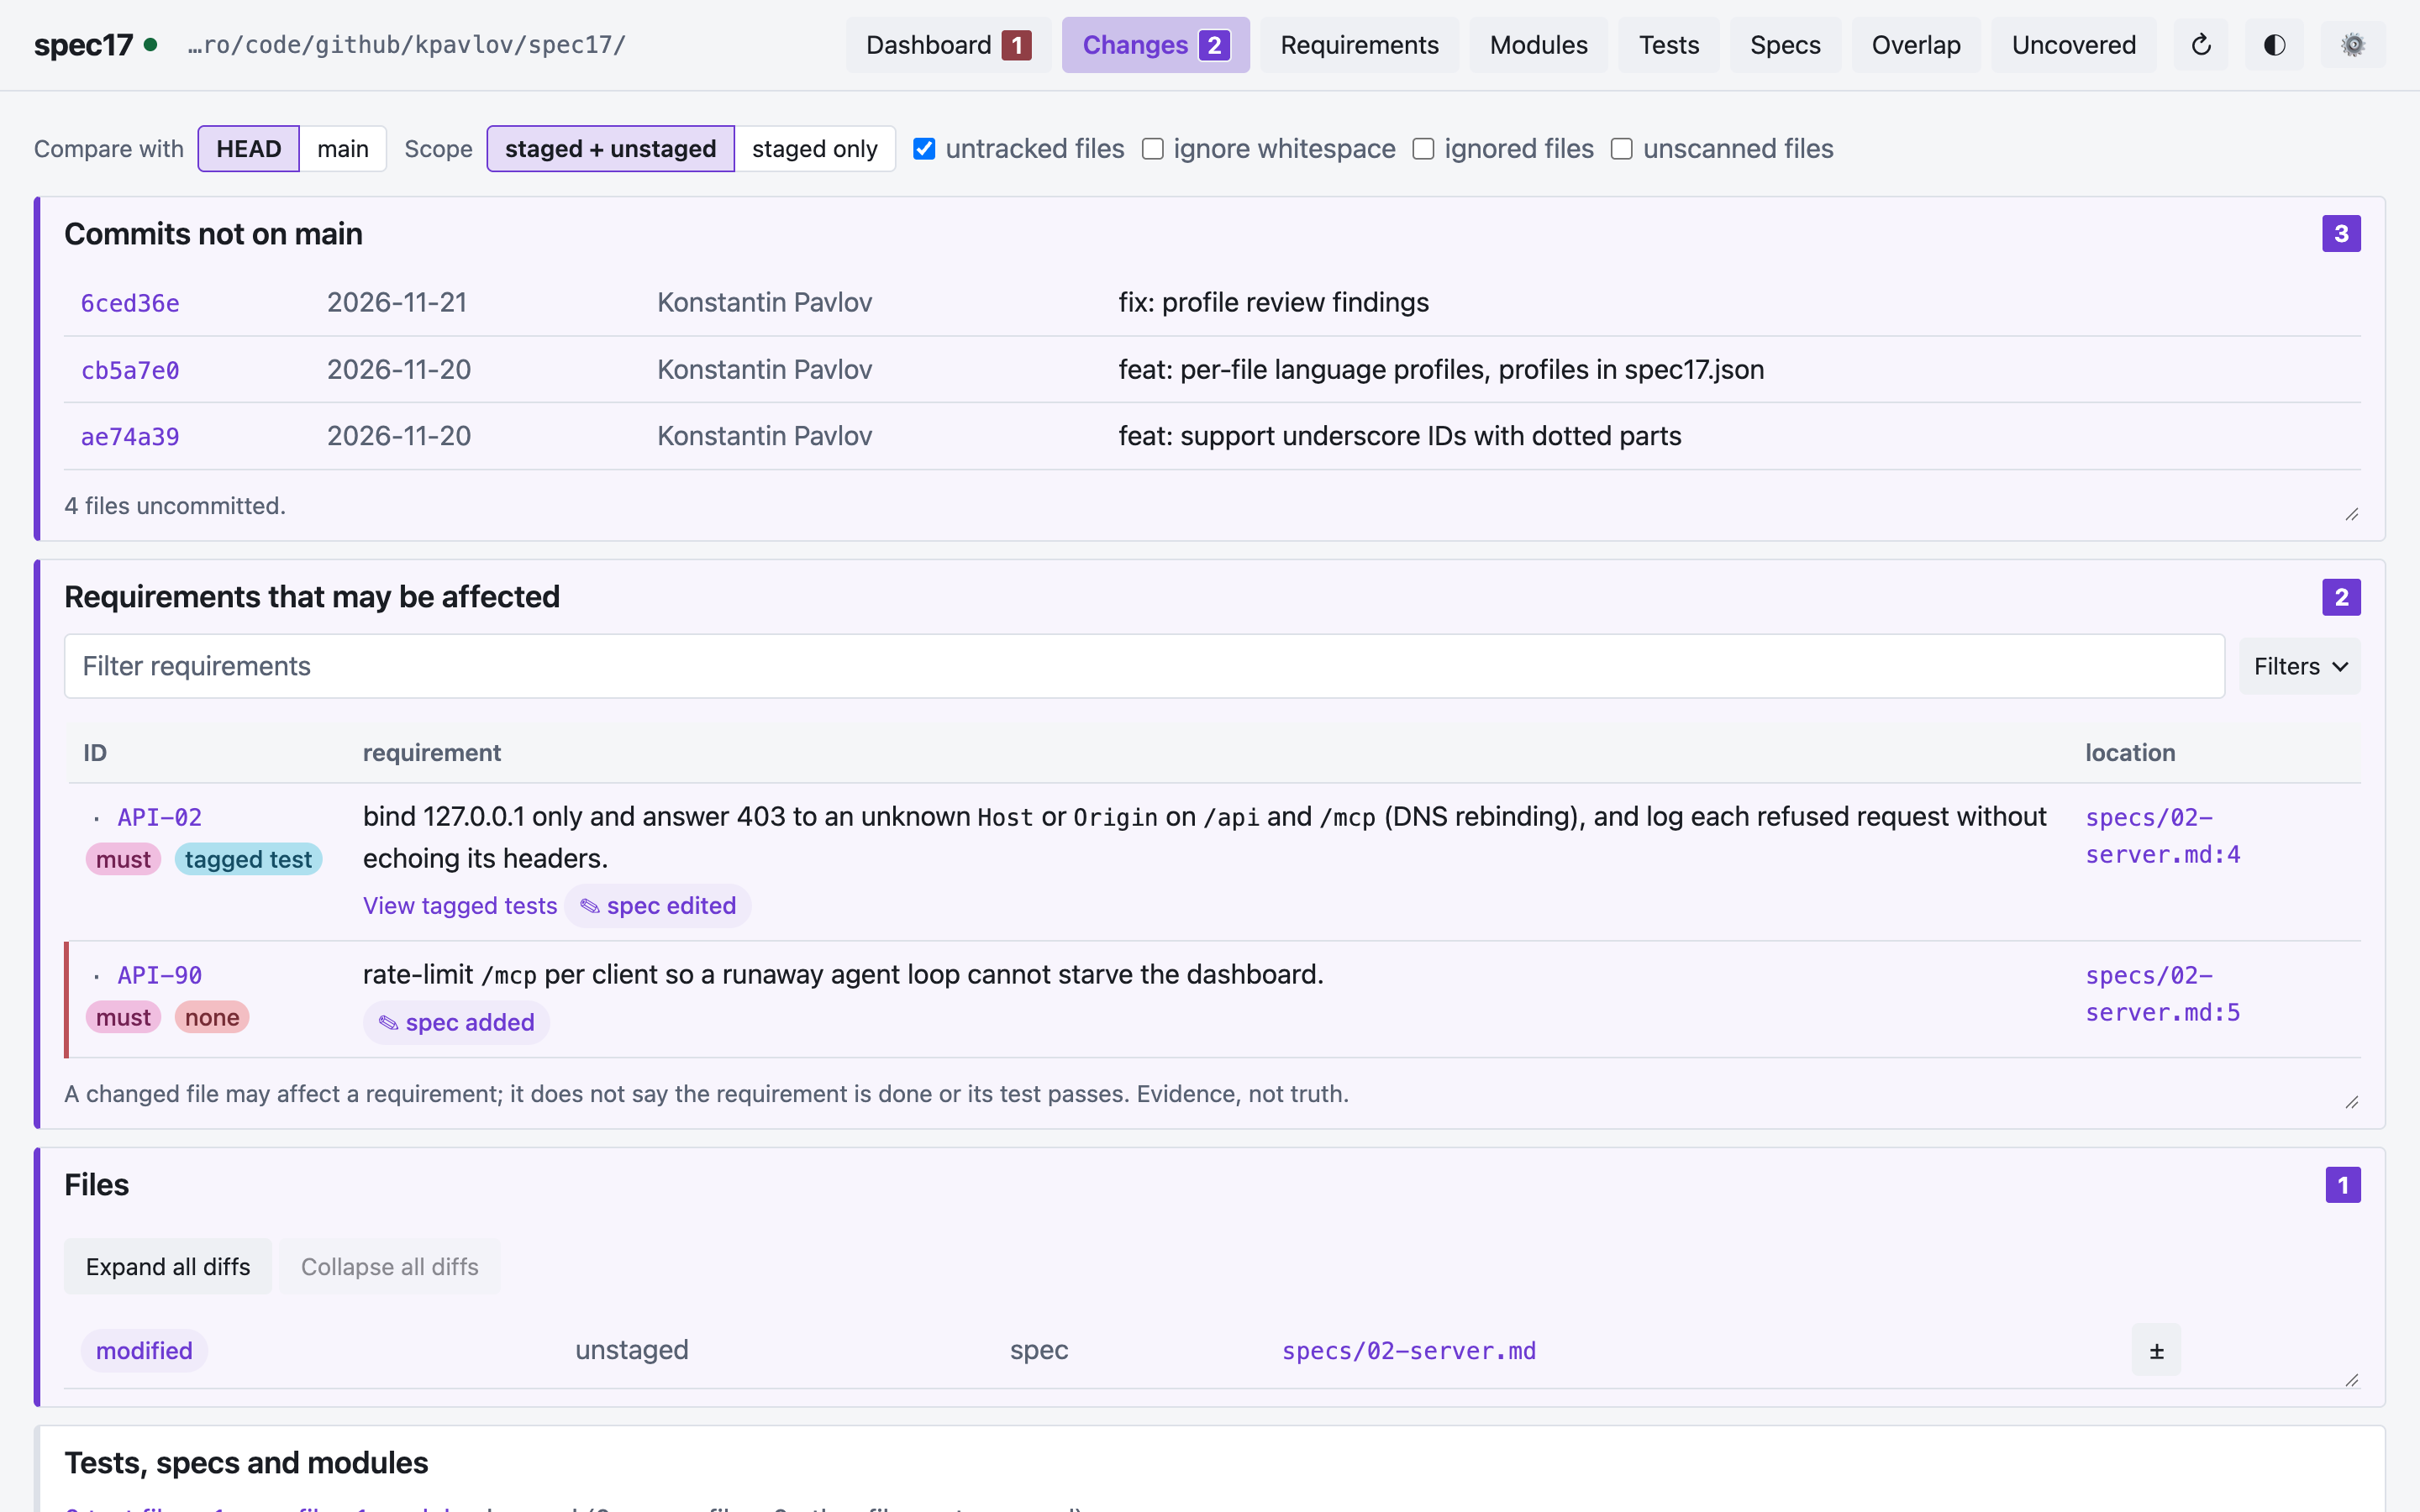 spec17 …ro/code/github/kpavlov/spec17/ Dashboard 1 Changes 2 Requirements Modules Tests Specs Overlap Uncovered
Compare with HEAD main Scope staged + unstaged staged only untracked files ignore whitespace ignored files unscanned files
Commits not on main 3
6ced36e 2026-11-21 Konstantin Pavlov fix: profile review findings
cb5a7e0 2026-11-20 Konstantin Pavlov feat: per-file language profiles, profiles in spec17.json
ae74a39 2026-11-20 Konstantin Pavlov feat: support underscore IDs with dotted parts
4 files uncommitted.
Requirements that may be affected 2
Filter requirements Filters
ID requirement location
· API-02 bind 127.0.0.1 only and answer 403 to an unknown Host or Origin on /api and /mcp (DNS rebinding), and log each refused request without specs/02-
must tagged test echoing its headers. server.md:4
View tagged tests ✎ spec edited
· API-90 rate-limit /mcp per client so a runaway agent loop cannot starve the dashboard. specs/02-
must none ✎ spec added server.md:5
A changed file may affect a requirement; it does not say the requirement is done or its test passes. Evidence, not truth.
Files 1
Expand all diffs Collapse all diffs
modified unstaged spec specs/02-server.md ±
Tests, specs and modules